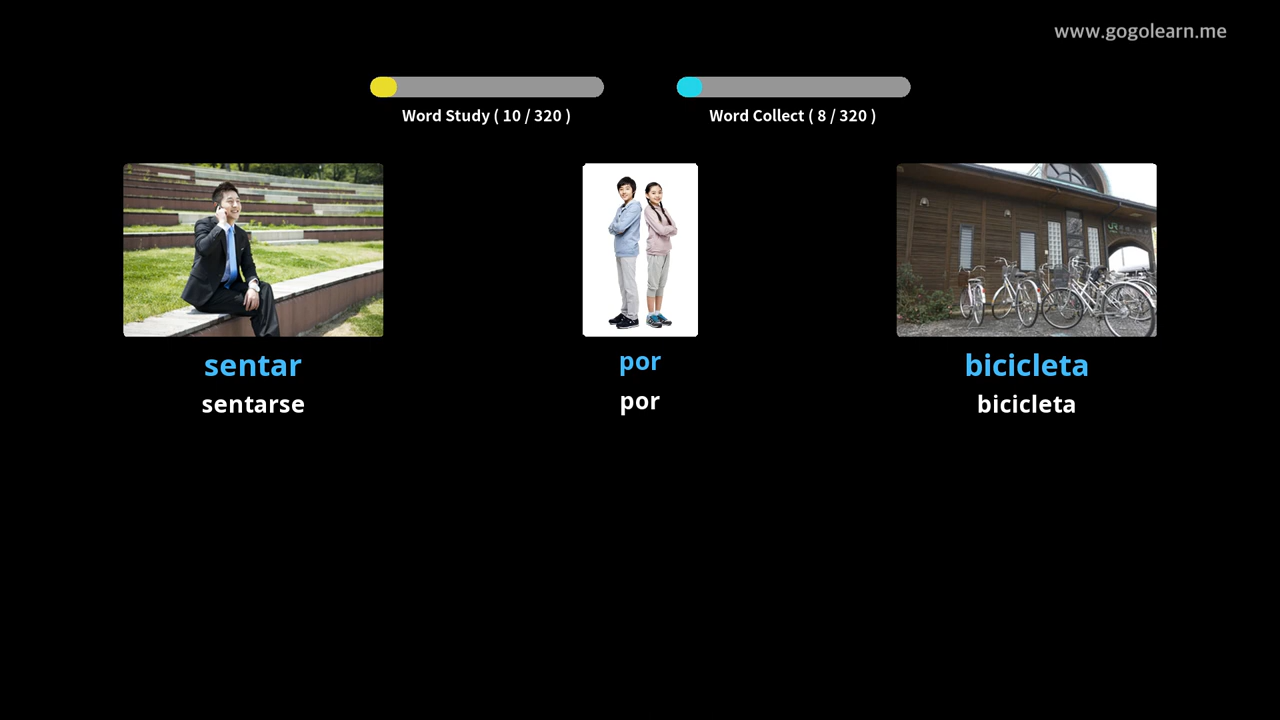 www.gogolearn.me
Word Study ( 10 / 320 )
Word Collect ( 8 / 320 )
sentar
sentarse
por
por
bicicleta
bicicleta